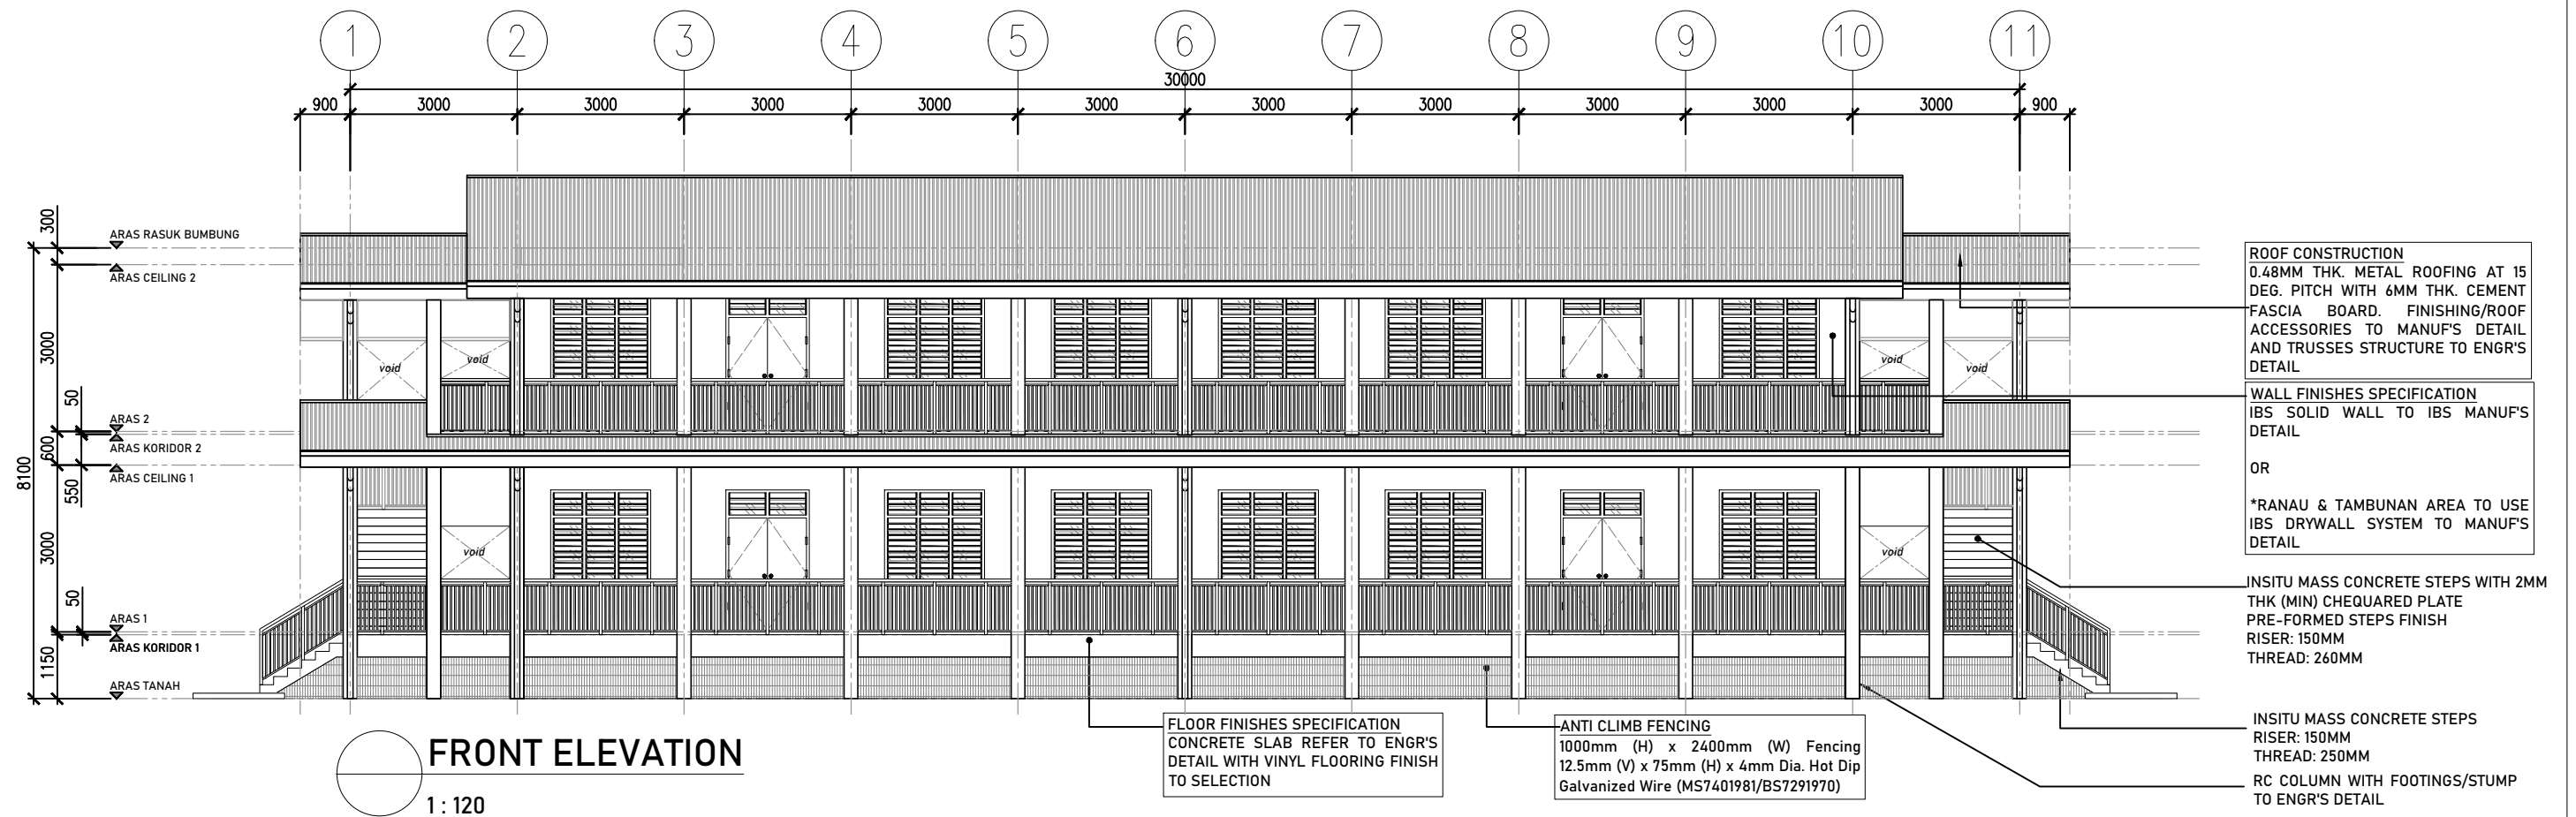 1 2 3 4 5 6 7 8 9 10 11
30000
900 3000 3000 3000 3000 3000 3000 3000 3000 3000 3000 900
300
ARAS RASUK BUMBUNG
ARAS CEILING 2
3000
50
ARAS 2
ARAS KORIDOR 2
600
ARAS CEILING 1
8100
550
3000
50
ARAS 1
ARAS KORIDOR 1
1150
ARAS TANAH
void
void
void
void
void
void
ROOF CONSTRUCTION
0.48MM THK. METAL ROOFING AT 15
DEG. PITCH WITH 6MM THK. CEMENT
FASCIA BOARD. FINISHING/ROOF
ACCESSORIES TO MANUF'S DETAIL
AND TRUSSES STRUCTURE TO ENGR'S
DETAIL
WALL FINISHES SPECIFICATION
IBS SOLID WALL TO IBS MANUF'S
DETAIL
OR
*RANAU & TAMBUNAN AREA TO USE
IBS DRYWALL SYSTEM TO MANUF'S
DETAIL
INSITU MASS CONCRETE STEPS WITH 2MM
THK (MIN) CHEQUARED PLATE
PRE-FORMED STEPS FINISH
RISER: 150MM
THREAD: 260MM
INSITU MASS CONCRETE STEPS
RISER: 150MM
THREAD: 250MM
RC COLUMN WITH FOOTINGS/STUMP
TO ENGR'S DETAIL
FLOOR FINISHES SPECIFICATION
CONCRETE SLAB REFER TO ENGR'S
DETAIL WITH VINYL FLOORING FINISH
TO SELECTION
ANTI CLIMB FENCING
1000mm (H) x 2400mm (W) Fencing
12.5mm (V) x 75mm (H) x 4mm Dia. Hot Dip
Galvanized Wire (MS7401981/BS7291970)
FRONT ELEVATION
1 : 120